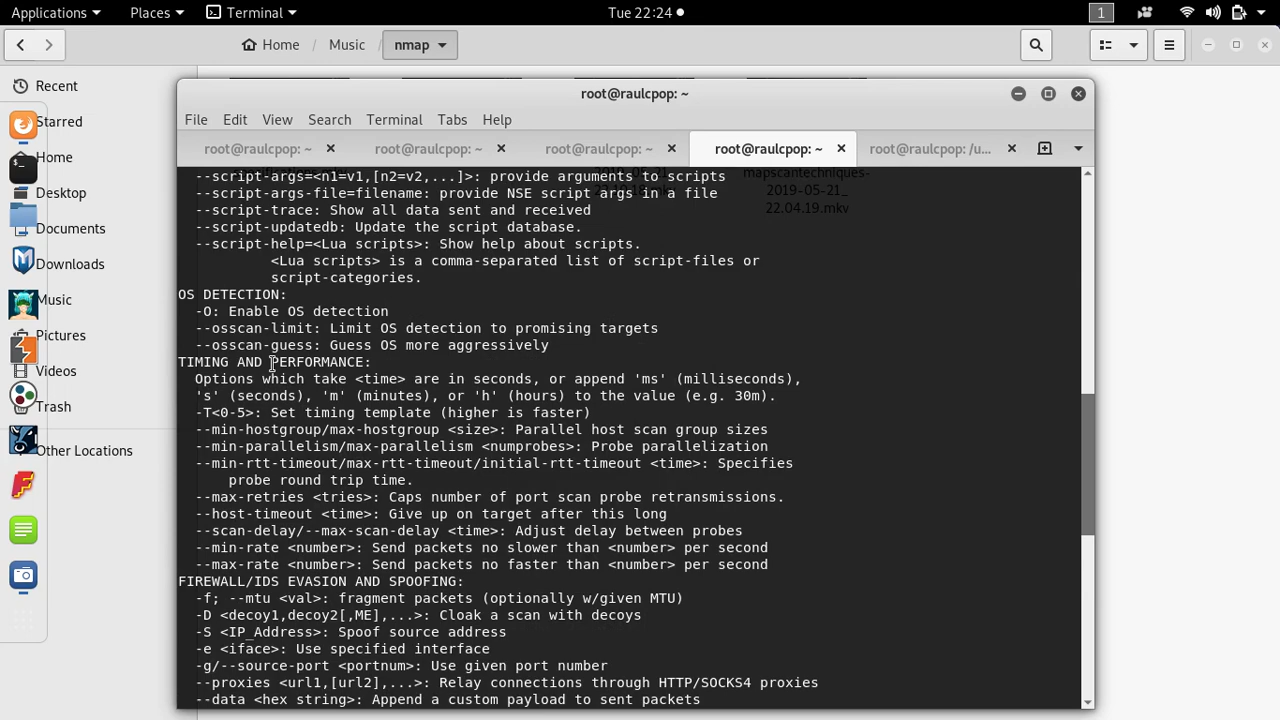 Applications Places Terminal Tue 22:24 1
Home Music nmap
Recent
Starred
Home
Desktop
Documents
Downloads
Music
Pictures
Videos
Trash
Other Locations
root@raulcpop: ~
File Edit View Search Terminal Tabs Help
root@raulcpop: ~ root@raulcpop: ~ root@raulcpop: ~ root@raulcpop: ~ root@raulcpop: /u...
--script-args=<n1=v1,[n2=v2,...]>: provide arguments to scripts
--script-args-file=filename: provide NSE script args in a file
--script-trace: Show all data sent and received
--script-updatedb: Update the script database.
--script-help=<Lua scripts>: Show help about scripts.
<Lua scripts> is a comma-separated list of script-files or
script-categories.
OS DETECTION:
-O: Enable OS detection
--osscan-limit: Limit OS detection to promising targets
--osscan-guess: Guess OS more aggressively
TIMING AND PERFORMANCE:
Options which take <time> are in seconds, or append 'ms' (milliseconds),
's' (seconds), 'm' (minutes), or 'h' (hours) to the value (e.g. 30m).
-T<0-5>: Set timing template (higher is faster)
--min-hostgroup/max-hostgroup <size>: Parallel host scan group sizes
--min-parallelism/max-parallelism <numprobes>: Probe parallelization
--min-rtt-timeout/max-rtt-timeout/initial-rtt-timeout <time>: Specifies
probe round trip time.
--max-retries <tries>: Caps number of port scan probe retransmissions.
--host-timeout <time>: Give up on target after this long
--scan-delay/--max-scan-delay <time>: Adjust delay between probes
--min-rate <number>: Send packets no slower than <number> per second
--max-rate <number>: Send packets no faster than <number> per second
FIREWALL/IDS EVASION AND SPOOFING:
-f; --mtu <val>: fragment packets (optionally w/given MTU)
-D <decoy1,decoy2[,ME],...>: Cloak a scan with decoys
-S <IP_Address>: Spoof source address
-e <iface>: Use specified interface
-g/--source-port <portnum>: Use given port number
--proxies <url1,[url2],...>: Relay connections through HTTP/SOCKS4 proxies
--data <hex string>: Append a custom payload to sent packets
mapscantechniques-
2019-05-21_
22.04.19.mkv